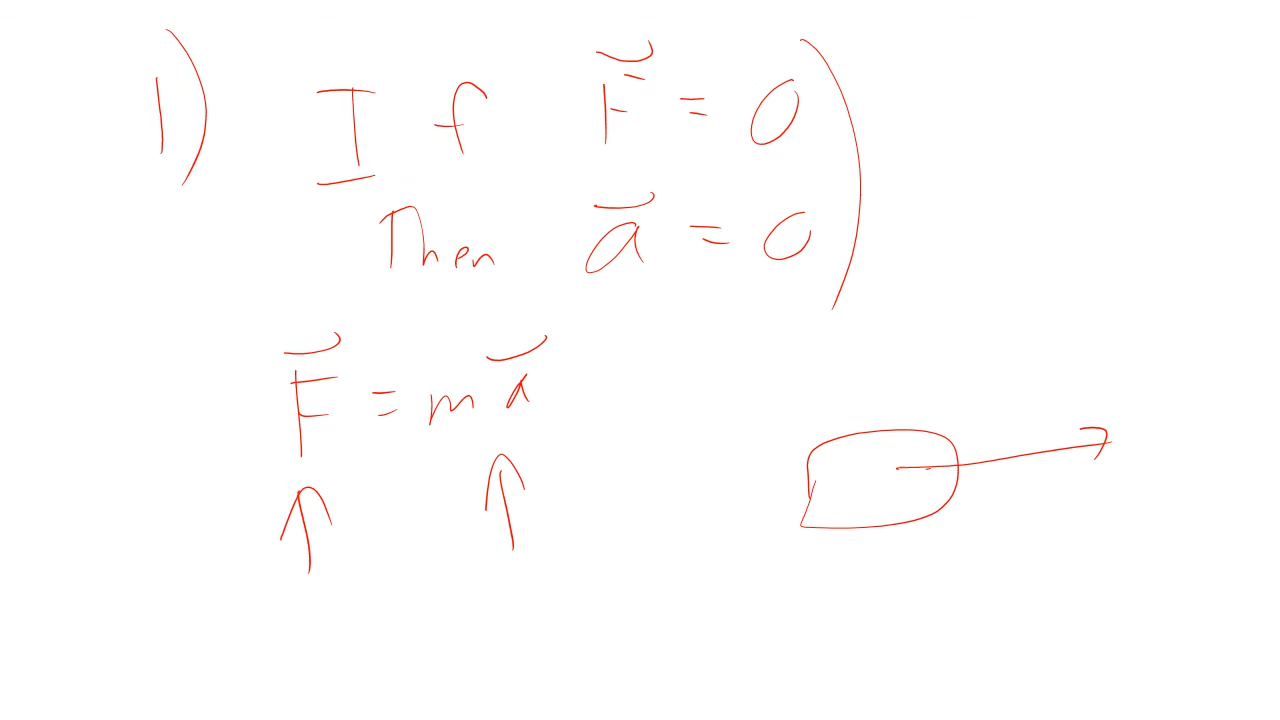 1) If F⃗ = 0
Then a⃗ = 0
F⃗ = ma⃗